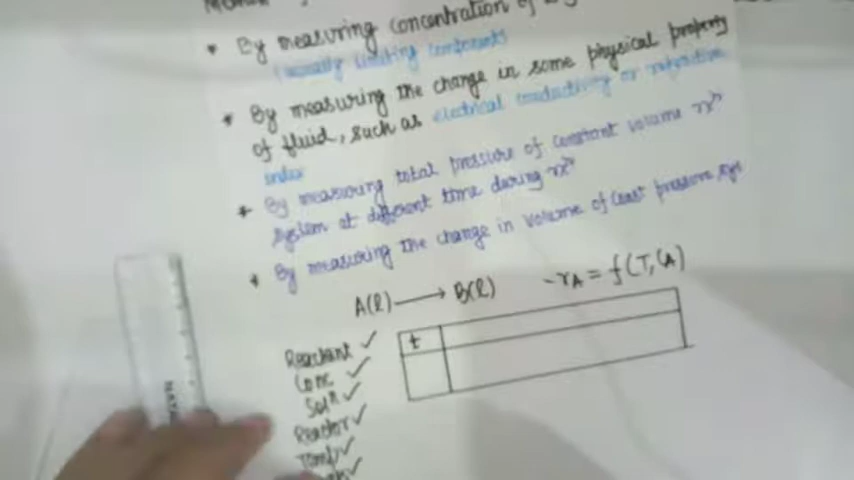 * By measuring concentration of
(usually limiting components
* By measuring the change in some physical property
of fluid, such as electrical conductivity or refractive
index
* By measuring total pressure of constant volume rxⁿ
system at different time during rxⁿ
* By measuring the change in volume of const pressure sys
A(l) → B(l) -rA = f(T, CA)
t
Reactant ✓
Conc ✓
Solⁿ ✓
Reactor ✓
Temp ✓